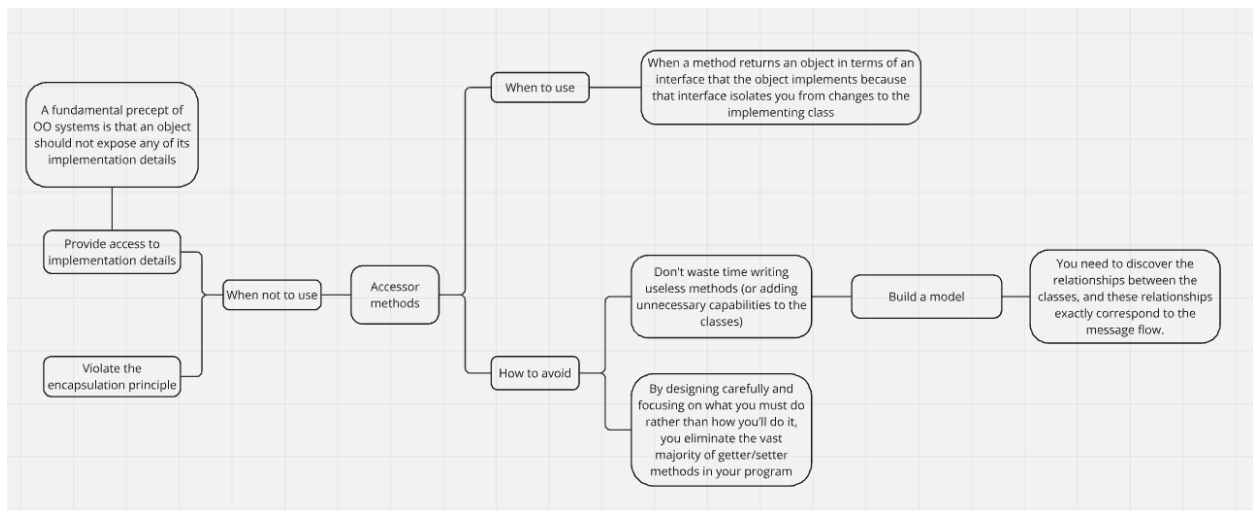 When a method returns an object in terms of an
interface that the object implements because
that interface isolates you from changes to the
implementing class
When to use
A fundamental precept of
OO systems is that an object
should not expose any of its
implementation details
Provide access to
implementation details
When not to use
Accessor
methods
Don't waste time writing
useless methods (or adding
unnecessary capabilities to the
classes)
Build a model
You need to discover the
relationships between the
classes, and these relationships
exactly correspond to the
message flow.
Violate the
encapsulation principle
How to avoid
By designing carefully and
focusing on what you must do
rather than how you'll do it,
you eliminate the vast
majority of getter/setter
methods in your program